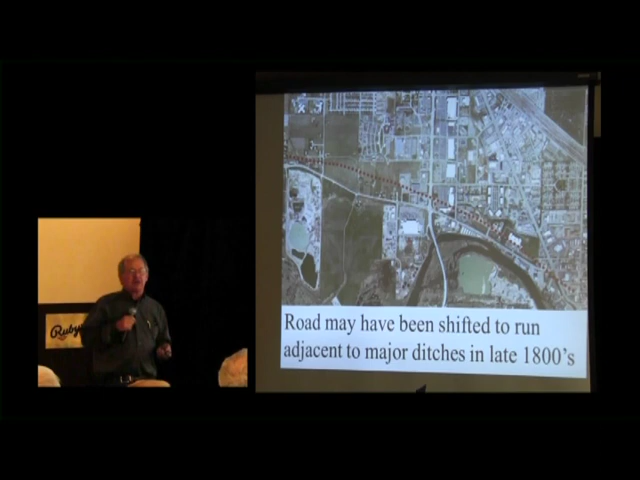 Ruby
Road may have been shifted to run
adjacent to major ditches in late 1800's